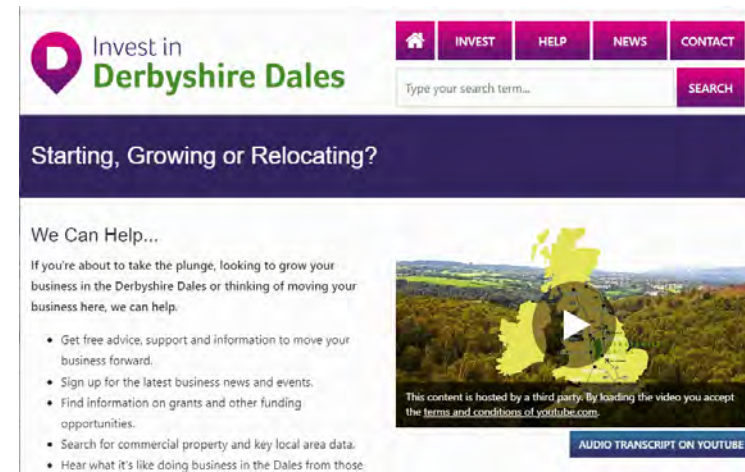 Invest in
Derbyshire Dales
INVEST HELP NEWS CONTACT
Type your search term...
SEARCH
Starting, Growing or Relocating?
We Can Help...
If you're about to take the plunge, looking to grow your
business in the Derbyshire Dales or thinking of moving your
business here, we can help.
• Get free advice, support and information to move your
business forward.
• Sign up for the latest business news and events.
• Find information on grants and other funding
opportunities.
• Search for commercial property and key local area data.
• Hear what it's like doing business in the Dales from those
This content is hosted by a third party. By loading the video you accept
the terms and conditions of youtube.com.
AUDIO TRANSCRIPT ON YOUTUBE